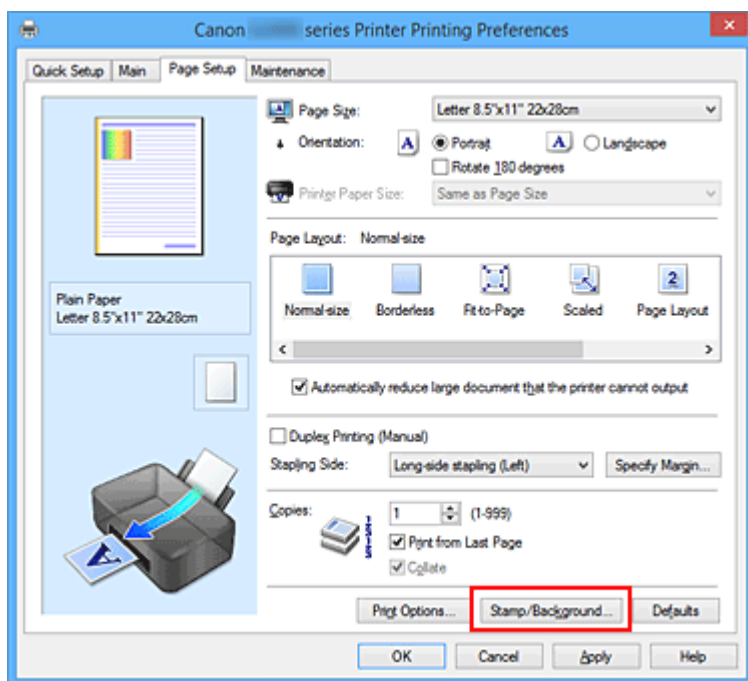 Canon series Printer Printing Preferences
Quick Setup Main Page Setup Maintenance
Page Size: Letter 8.5"x11" 22x28cm
Orientation: A Portrait A Landscape
Rotate 180 degrees
Printer Paper Size: Same as Page Size
Page Layout: Normal-size
2
Normal-size Borderless Fit-to-Page Scaled Page Layout
Plain Paper
Letter 8.5"x11" 22x28cm
Automatically reduce large document that the printer cannot output
Duplex Printing (Manual)
Stapling Side: Long-side stapling (Left) Specify Margin...
Copies: 1 (1-999)
Print from Last Page
Collate
A
Print Options... Stamp/Background... Defaults
OK Cancel Apply Help